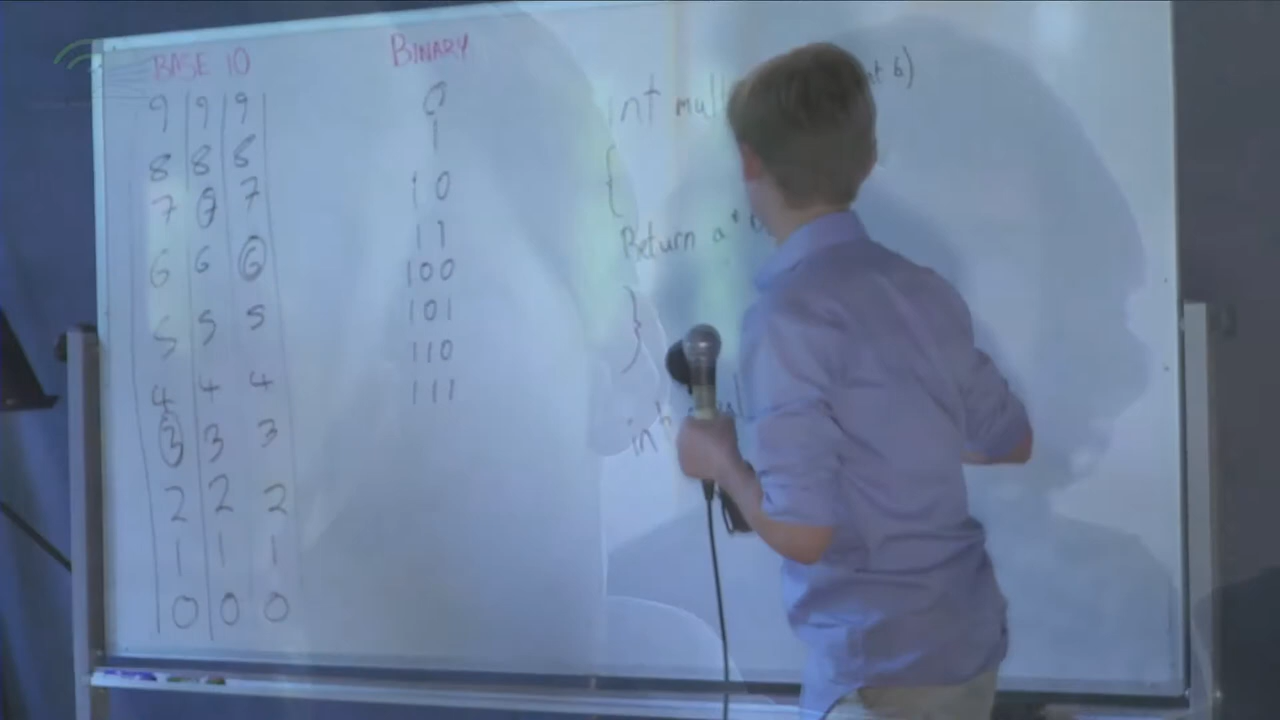 BASE 10
9 9 9
8 8 8
7 7 7
6 6 6
5 5 5
4 4 4
3 3 3
2 2 2
1 1 1
0 0 0
BINARY
0
1
10
11
100
101
110
111
int b)
{
Return a *
}
int